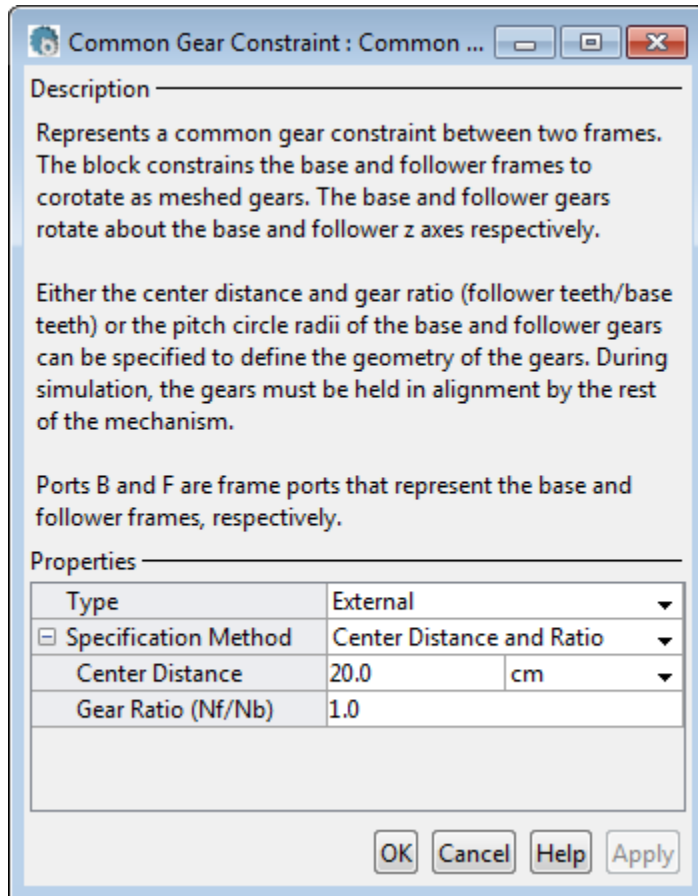 Common Gear Constraint : Common ...
Description
Represents a common gear constraint between two frames.
The block constrains the base and follower frames to
corotate as meshed gears. The base and follower gears
rotate about the base and follower z axes respectively.
Either the center distance and gear ratio (follower teeth/base
teeth) or the pitch circle radii of the base and follower gears
can be specified to define the geometry of the gears. During
simulation, the gears must be held in alignment by the rest
of the mechanism.
Ports B and F are frame ports that represent the base and
follower frames, respectively.
Properties
Type External
Specification Method Center Distance and Ratio
Center Distance 20.0 cm
Gear Ratio (Nf/Nb) 1.0
OK Cancel Help Apply